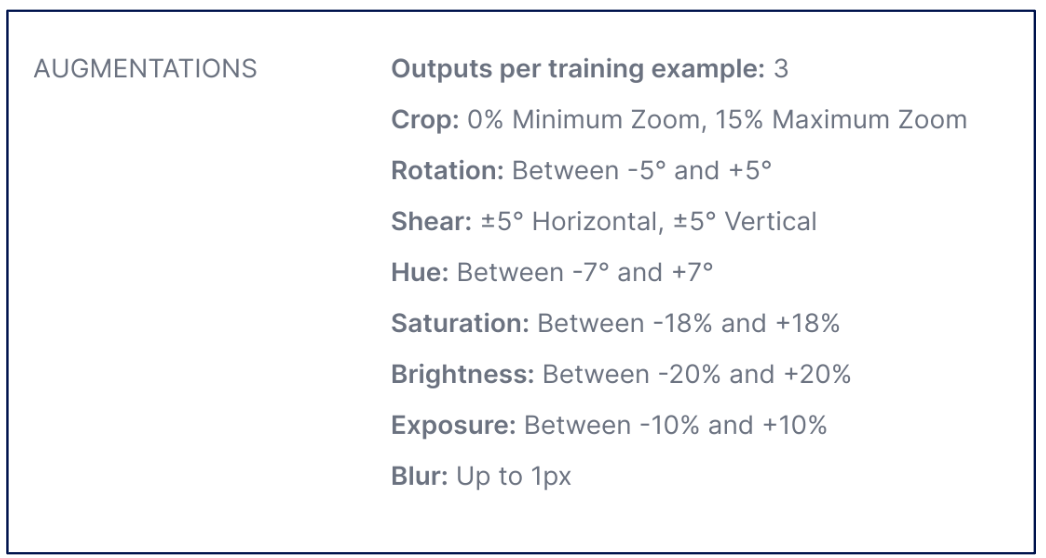 AUGMENTATIONS
Outputs per training example: 3
Crop: 0% Minimum Zoom, 15% Maximum Zoom
Rotation: Between -5° and +5°
Shear: ±5° Horizontal, ±5° Vertical
Hue: Between -7° and +7°
Saturation: Between -18% and +18%
Brightness: Between -20% and +20%
Exposure: Between -10% and +10%
Blur: Up to 1px